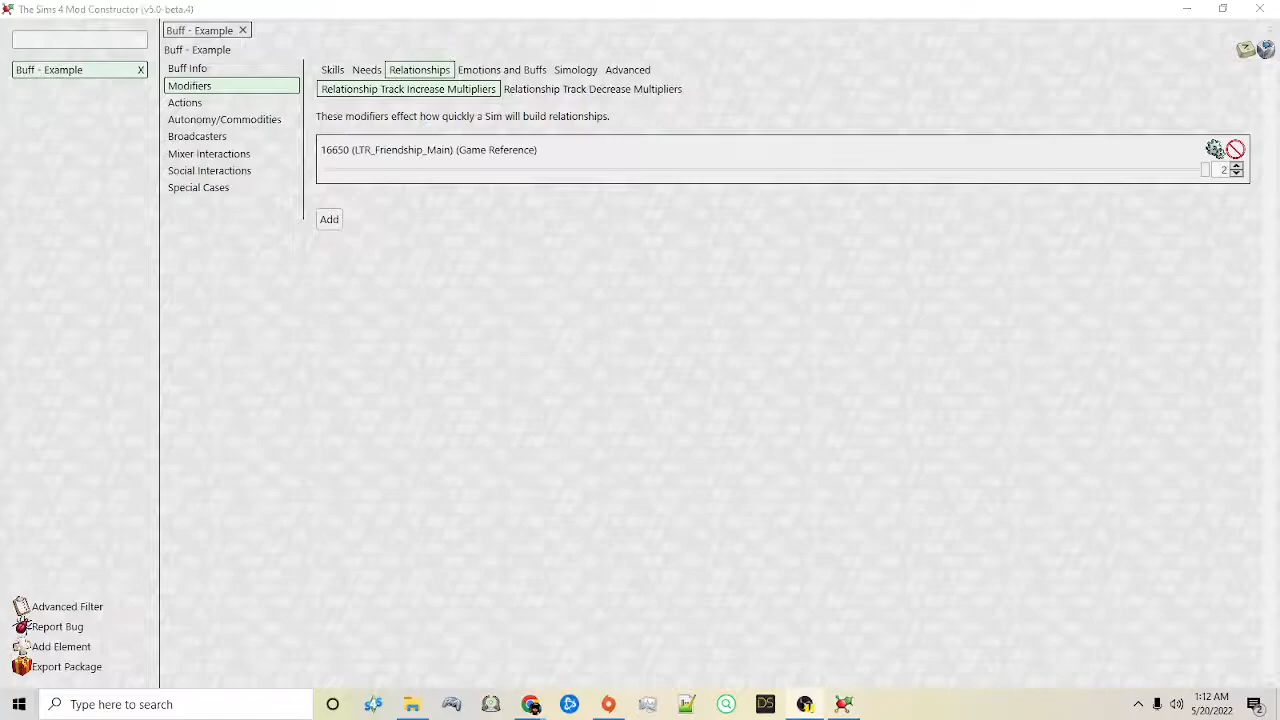 The Sims 4 Mod Constructor (v5.0-beta.4)
Buff - Example X
Buff - Example
Buff - Example X
Buff Info
Modifiers
Actions
Autonomy/Commodities
Broadcasters
Mixer Interactions
Social Interactions
Special Cases
Skills Needs Relationships Emotions and Buffs Simology Advanced
Relationship Track Increase Multipliers Relationship Track Decrease Multipliers
These modifiers effect how quickly a Sim will build relationships.
16650 (LTR_Friendship_Main) (Game Reference)
2
Add
Advanced Filter
Report Bug
Add Element
Export Package
Type here to search
DS
1:12 AM
5/20/2022
2